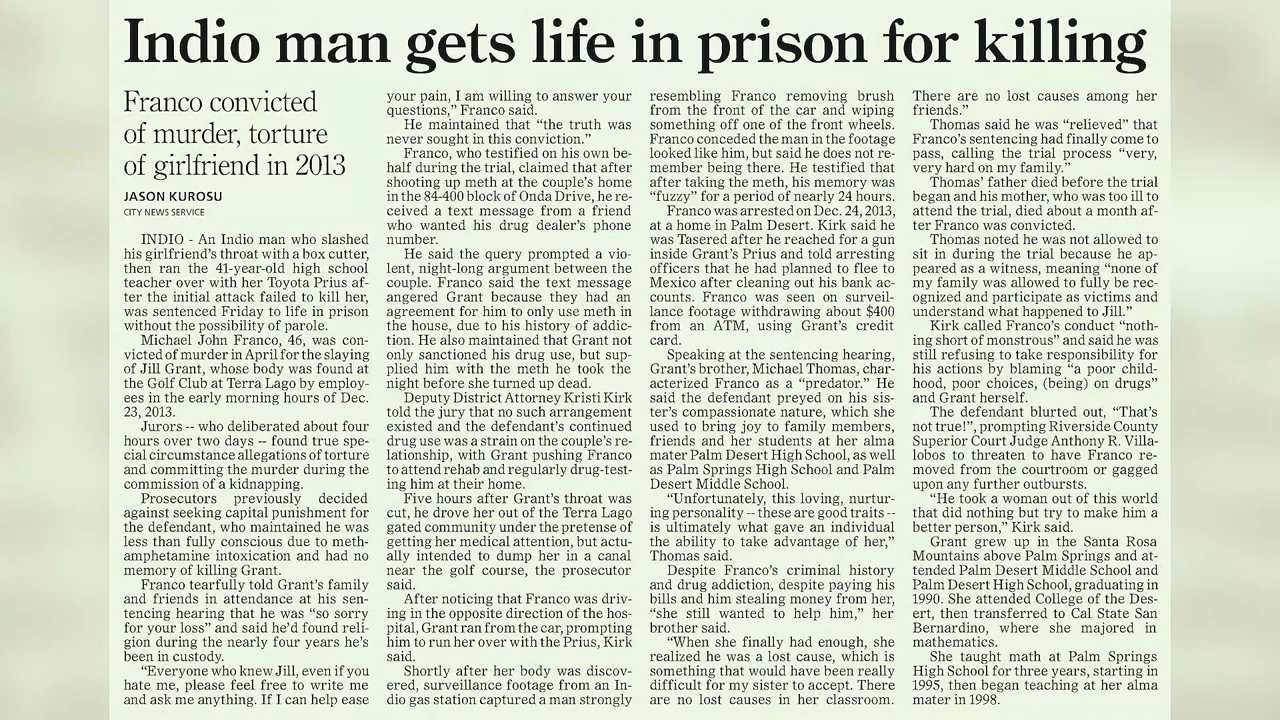 Indio man gets life in prison for killing
Franco convicted
of murder, torture
of girlfriend in 2013
JASON KUROSU
CITY NEWS SERVICE
INDIO - An Indio man who slashed
his girlfriend's throat with a box cutter,
then ran the 41-year-old high school
teacher over with her Toyota Prius af-
ter the initial attack failed to kill her,
was sentenced Friday to life in prison
without the possibility of parole.
Michael John Franco, 46, was con-
victed of murder in April for the slaying
of Jill Grant, whose body was found at
the Golf Club at Terra Lago by employ-
ees in the early morning hours of Dec.
23, 2013.
Jurors -- who deliberated about four
hours over two days -- found true spe-
cial circumstance allegations of torture
and committing the murder during the
commission of a kidnapping.
Prosecutors previously decided
against seeking capital punishment for
the defendant, who maintained he was
less than fully conscious due to meth-
amphetamine intoxication and had no
memory of killing Grant.
Franco tearfully told Grant's family
and friends in attendance at his sen-
tencing hearing that he was "so sorry
for your loss" and said he'd found reli-
gion during the nearly four years he's
been in custody.
"Everyone who knew Jill, even if you
hate me, please feel free to write me
and ask me anything. If I can help ease
your pain, I am willing to answer your
questions," Franco said.
He maintained that "the truth was
never sought in this conviction."
Franco, who testified on his own be-
half during the trial, claimed that after
shooting up meth at the couple's home
in the 84-400 block of Onda Drive, he re-
ceived a text message from a friend
who wanted his drug dealer's phone
number.
He said the query prompted a vio-
lent, night-long argument between the
couple. Franco said the text message
angered Grant because they had an
agreement for him to only use meth in
the house, due to his history of addic-
tion. He also maintained that Grant not
only sanctioned his drug use, but sup-
plied him with the meth he took the
night before she turned up dead.
Deputy District Attorney Kristi Kirk
told the jury that no such arrangement
existed and the defendant's continued
drug use was a strain on the couple's re-
lationship, with Grant pushing Franco
to attend rehab and regularly drug-test-
ing him at their home.
Five hours after Grant's throat was
cut, he drove her out of the Terra Lago
gated community under the pretense of
getting her medical attention, but actu-
ally intended to dump her in a canal
near the golf course, the prosecutor
said.
After noticing that Franco was driv-
ing in the opposite direction of the hos-
pital, Grant ran from the car, prompting
him to run her over with the Prius, Kirk
said.
Shortly after her body was discov-
ered, surveillance footage from an In-
dio gas station captured a man strongly
resembling Franco removing brush
from the front of the car and wiping
something off one of the front wheels.
Franco conceded the man in the footage
looked like him, but said he does not re-
member being there. He testified that
after taking the meth, his memory was
"fuzzy" for a period of nearly 24 hours.
Franco was arrested on Dec. 24, 2013,
at a home in Palm Desert. Kirk said he
was Tasered after he reached for a gun
inside Grant's Prius and told arresting
officers that he had planned to flee to
Mexico after cleaning out his bank ac-
counts. Franco was seen on surveil-
lance footage withdrawing about $400
from an ATM, using Grant's credit
card.
Speaking at the sentencing hearing,
Grant's brother, Michael Thomas, char-
acterized Franco as a "predator." He
said the defendant preyed on his sis-
ter's compassionate nature, which she
used to bring joy to family members,
friends and her students at her alma
mater Palm Desert High School, as well
as Palm Springs High School and Palm
Desert Middle School.
"Unfortunately, this loving, nurtur-
ing personality -- these are good traits --
is ultimately what gave an individual
the ability to take advantage of her,"
Thomas said.
Despite Franco's criminal history
and drug addiction, despite paying his
bills and him stealing money from her,
"she still wanted to help him," her
brother said.
"When she finally had enough, she
realized he was a lost cause, which is
something that would have been really
difficult for my sister to accept. There
are no lost causes in her classroom.
There are no lost causes among her
friends."
Thomas said he was "relieved" that
Franco's sentencing had finally come to
pass, calling the trial process "very,
very hard on my family."
Thomas' father died before the trial
began and his mother, who was too ill to
attend the trial, died about a month af-
ter Franco was convicted.
Thomas noted he was not allowed to
sit in during the trial because he ap-
peared as a witness, meaning "none of
my family was allowed to fully be rec-
ognized and participate as victims and
understand what happened to Jill."
Kirk called Franco's conduct "noth-
ing short of monstrous" and said he was
still refusing to take responsibility for
his actions by blaming "a poor child-
hood, poor choices, (being) on drugs"
and Grant herself.
The defendant blurted out, "That's
not true!", prompting Riverside County
Superior Court Judge Anthony R. Villa-
lobos to threaten to have Franco re-
moved from the courtroom or gagged
upon any further outbursts.
"He took a woman out of this world
that did nothing but try to make him a
better person," Kirk said.
Grant grew up in the Santa Rosa
Mountains above Palm Springs and at-
tended Palm Desert Middle School and
Palm Desert High School, graduating in
1990. She attended College of the Des-
ert, then transferred to Cal State San
Bernardino, where she majored in
mathematics.
She taught math at Palm Springs
High School for three years, starting in
1995, then began teaching at her alma
mater in 1998.